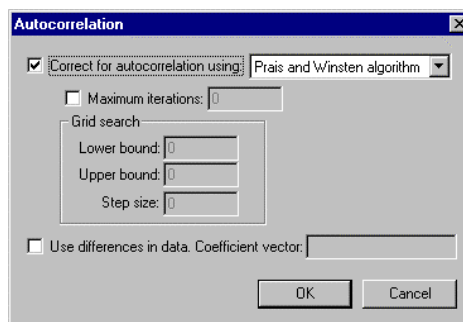 Autocorrelation
Correct for autocorrelation using: Prais and Winsten algorithm
Maximum iterations: 0
Grid search
Lower bound: 0
Upper bound: 0
Step size: 0
Use differences in data. Coefficient vector:
OK Cancel